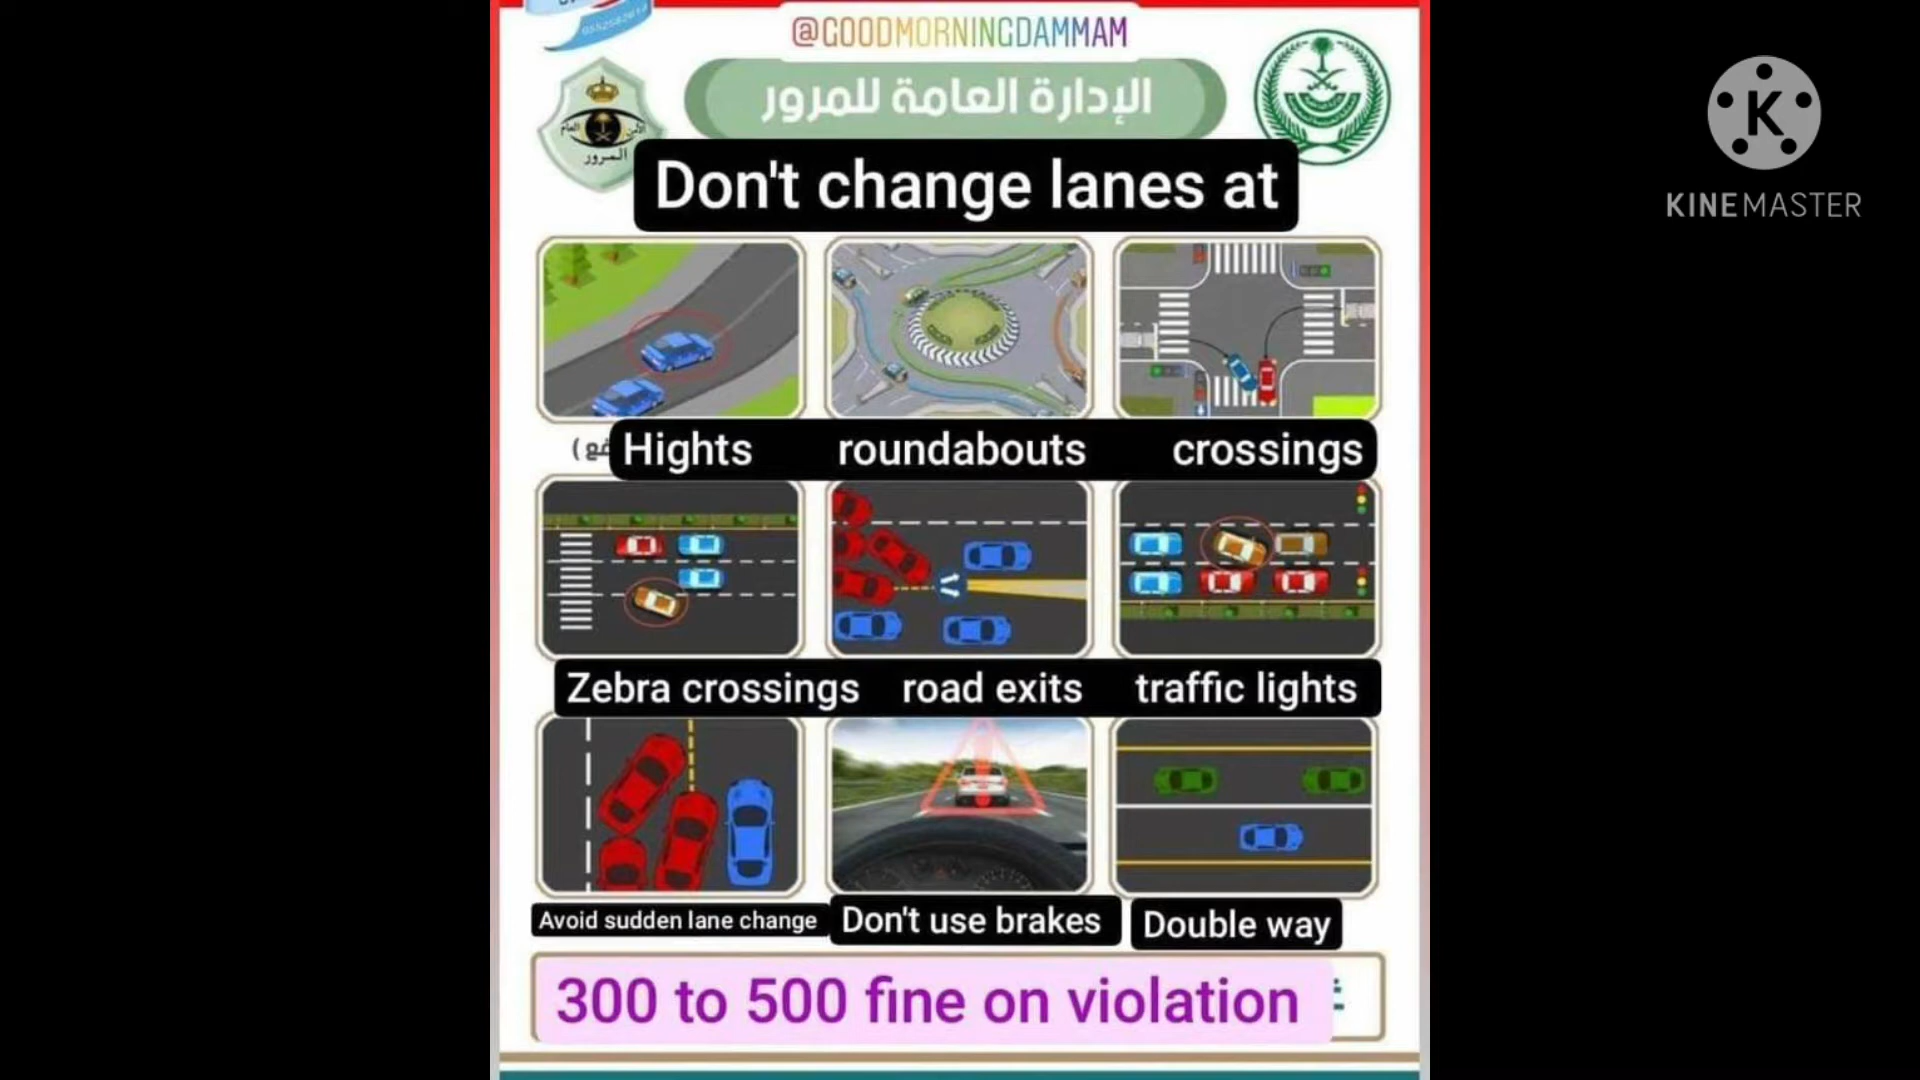 @GOODMORNINGDAMMAM
الإدارة العامة للمرور
المرور
Don't change lanes at
K
KINEMASTER
Hights roundabouts crossings
Zebra crossings road exits traffic lights
Avoid sudden lane change Don't use brakes Double way
300 to 500 fine on violation